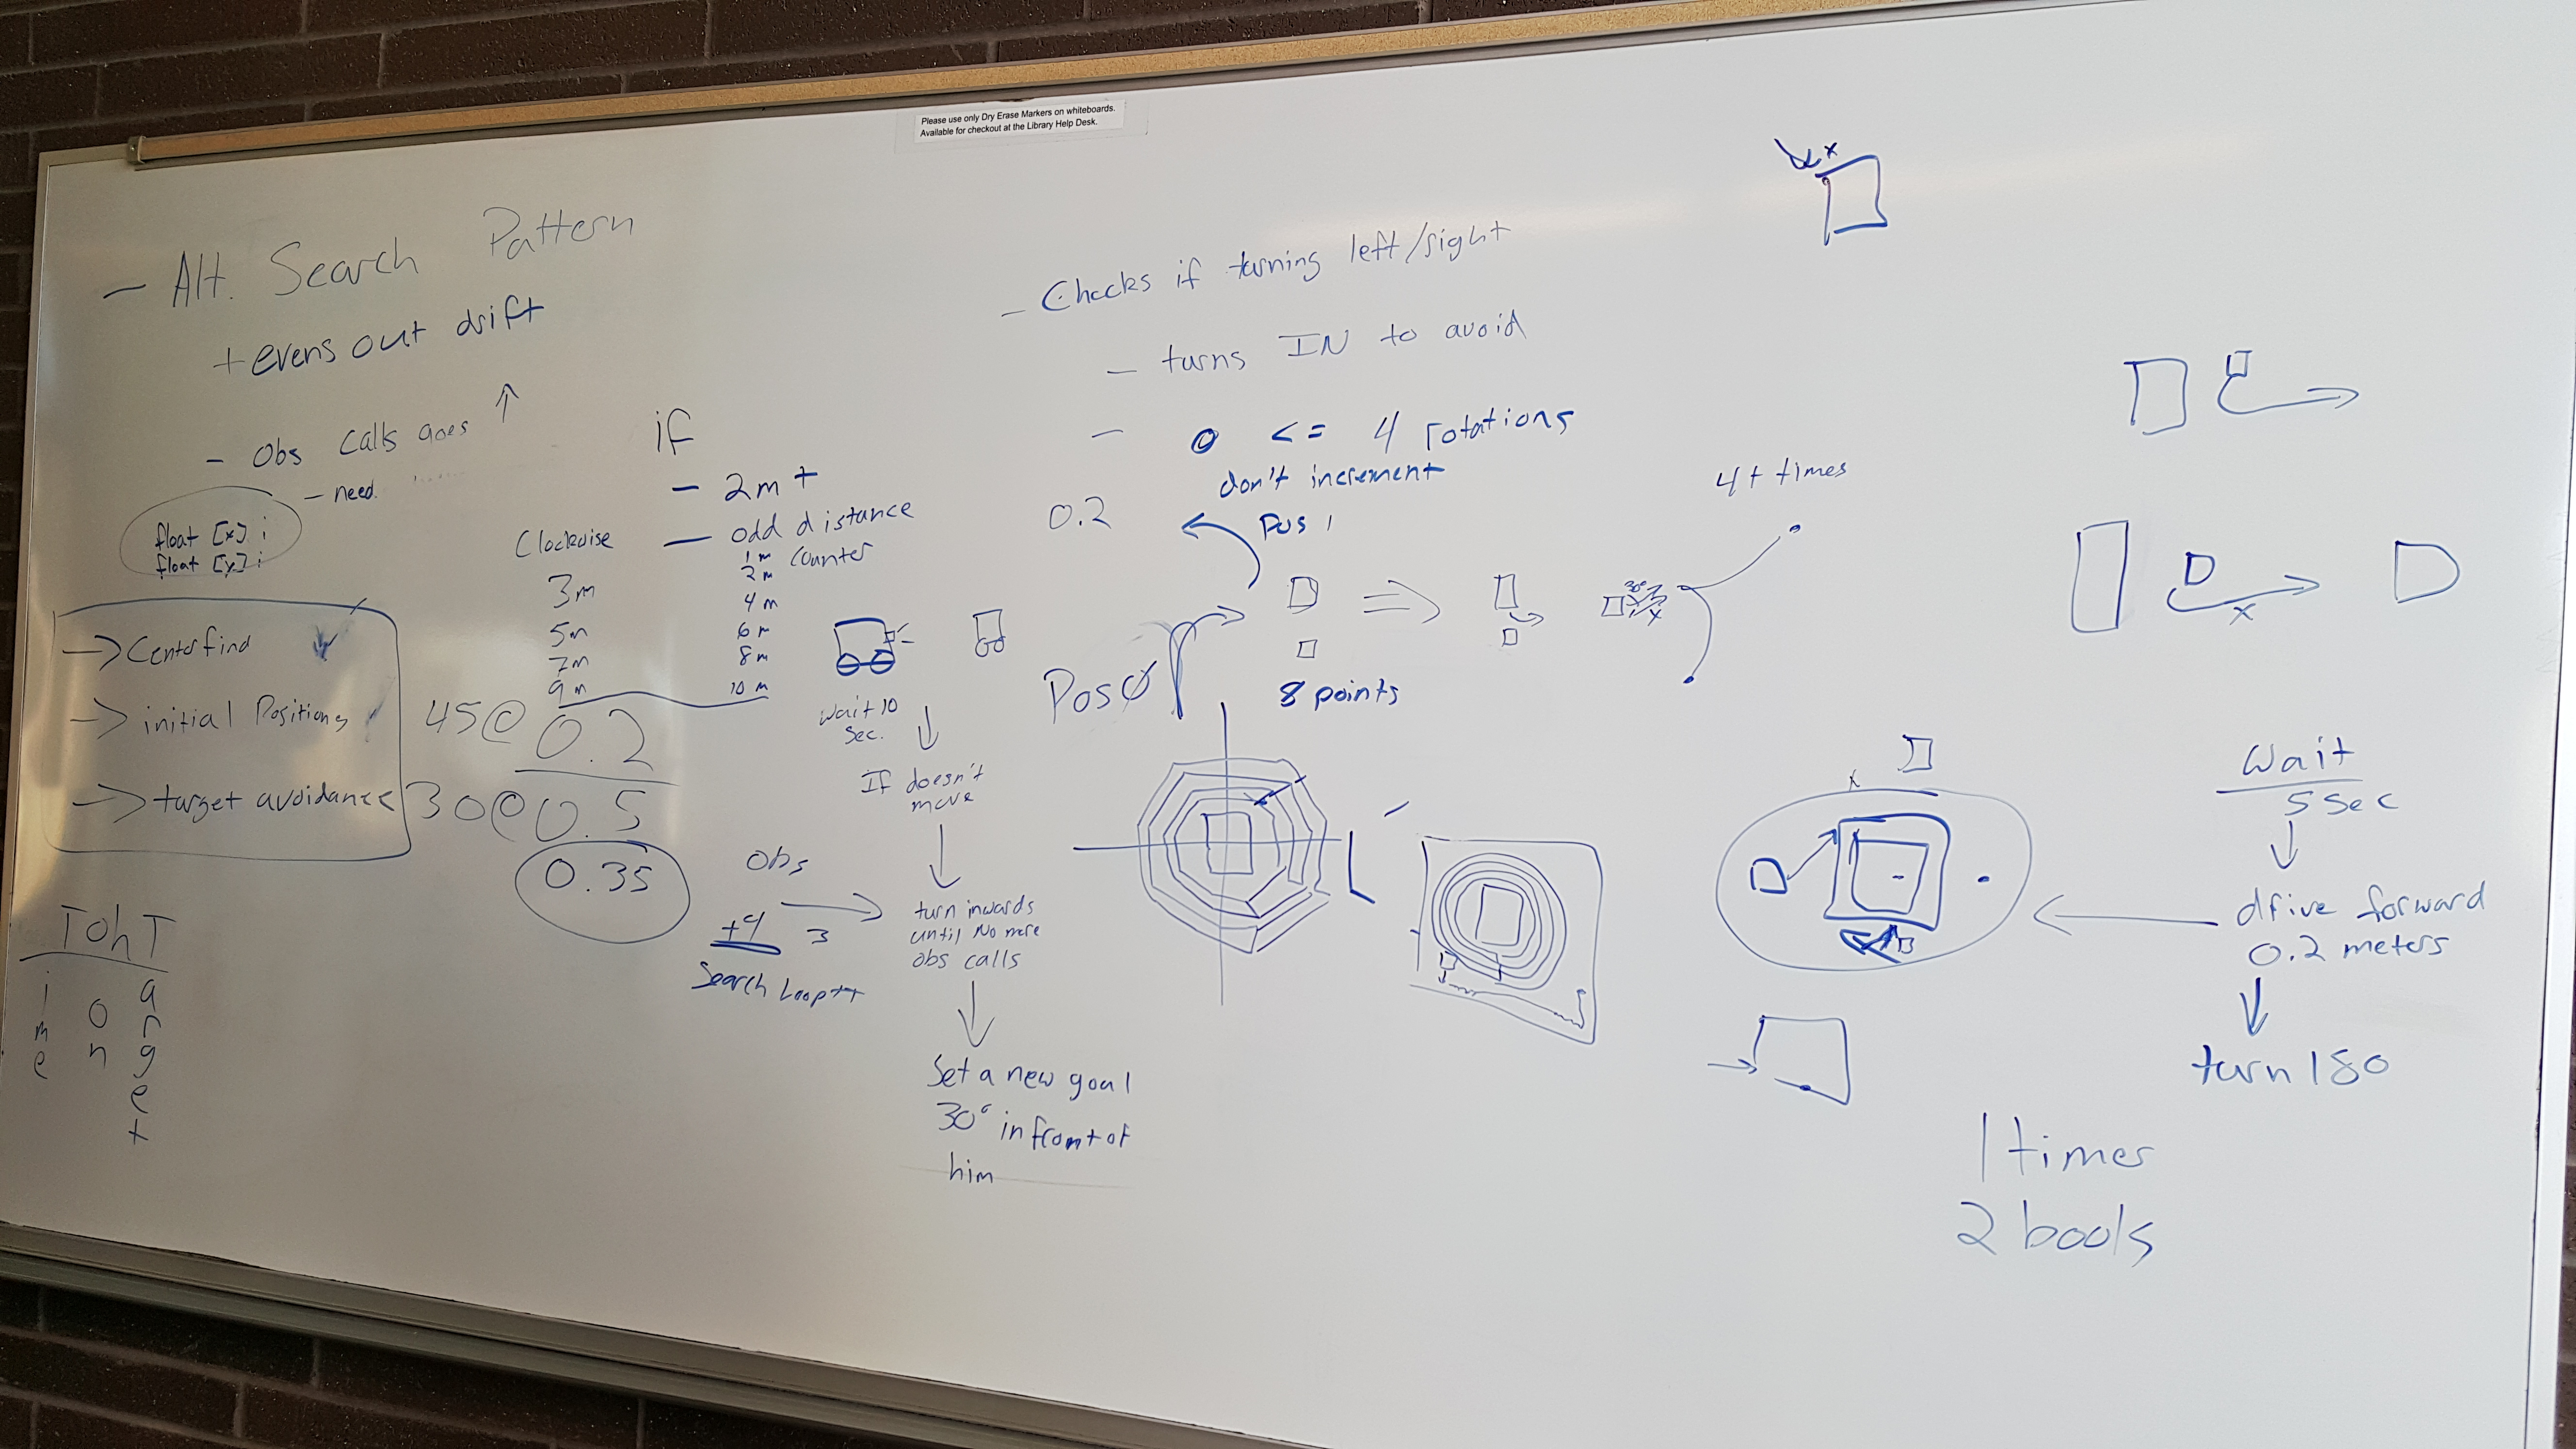 Please use only Dry Erase Markers on whiteboards.
Available for checkout at the Library Help Desk.
- Alt. Search Pattern
+ evens out drift
- Obs calls goes ↑
- need
float [x] i
float [y] i
→ Centerfind
→ initial Positions
→ target avoidance
if
- 2m +
- odd distance
Clockwise
3m
5m
7m
9m
counter
1m
2m
4m
6m
8m
10m
45@ 0.2
30@ 0.5
0.35
T Oh T
ime
on
arget
Wait 10
Sec.
If doesn't
move
Obs
+4
3
Search Loop++
turn inwards
until No more
obs calls
Set a new goal
30° in front of
him
- Checks if turning left/right
- turns IN to avoid
- 0 <= 4 rotations
don't increment
0.2
Pos 1
Pos 0
8 points
30°
x
4+ times
x
x
x
Wait
5 Sec
drive forward
0.2 meters
turn 180
1 times
2 bools